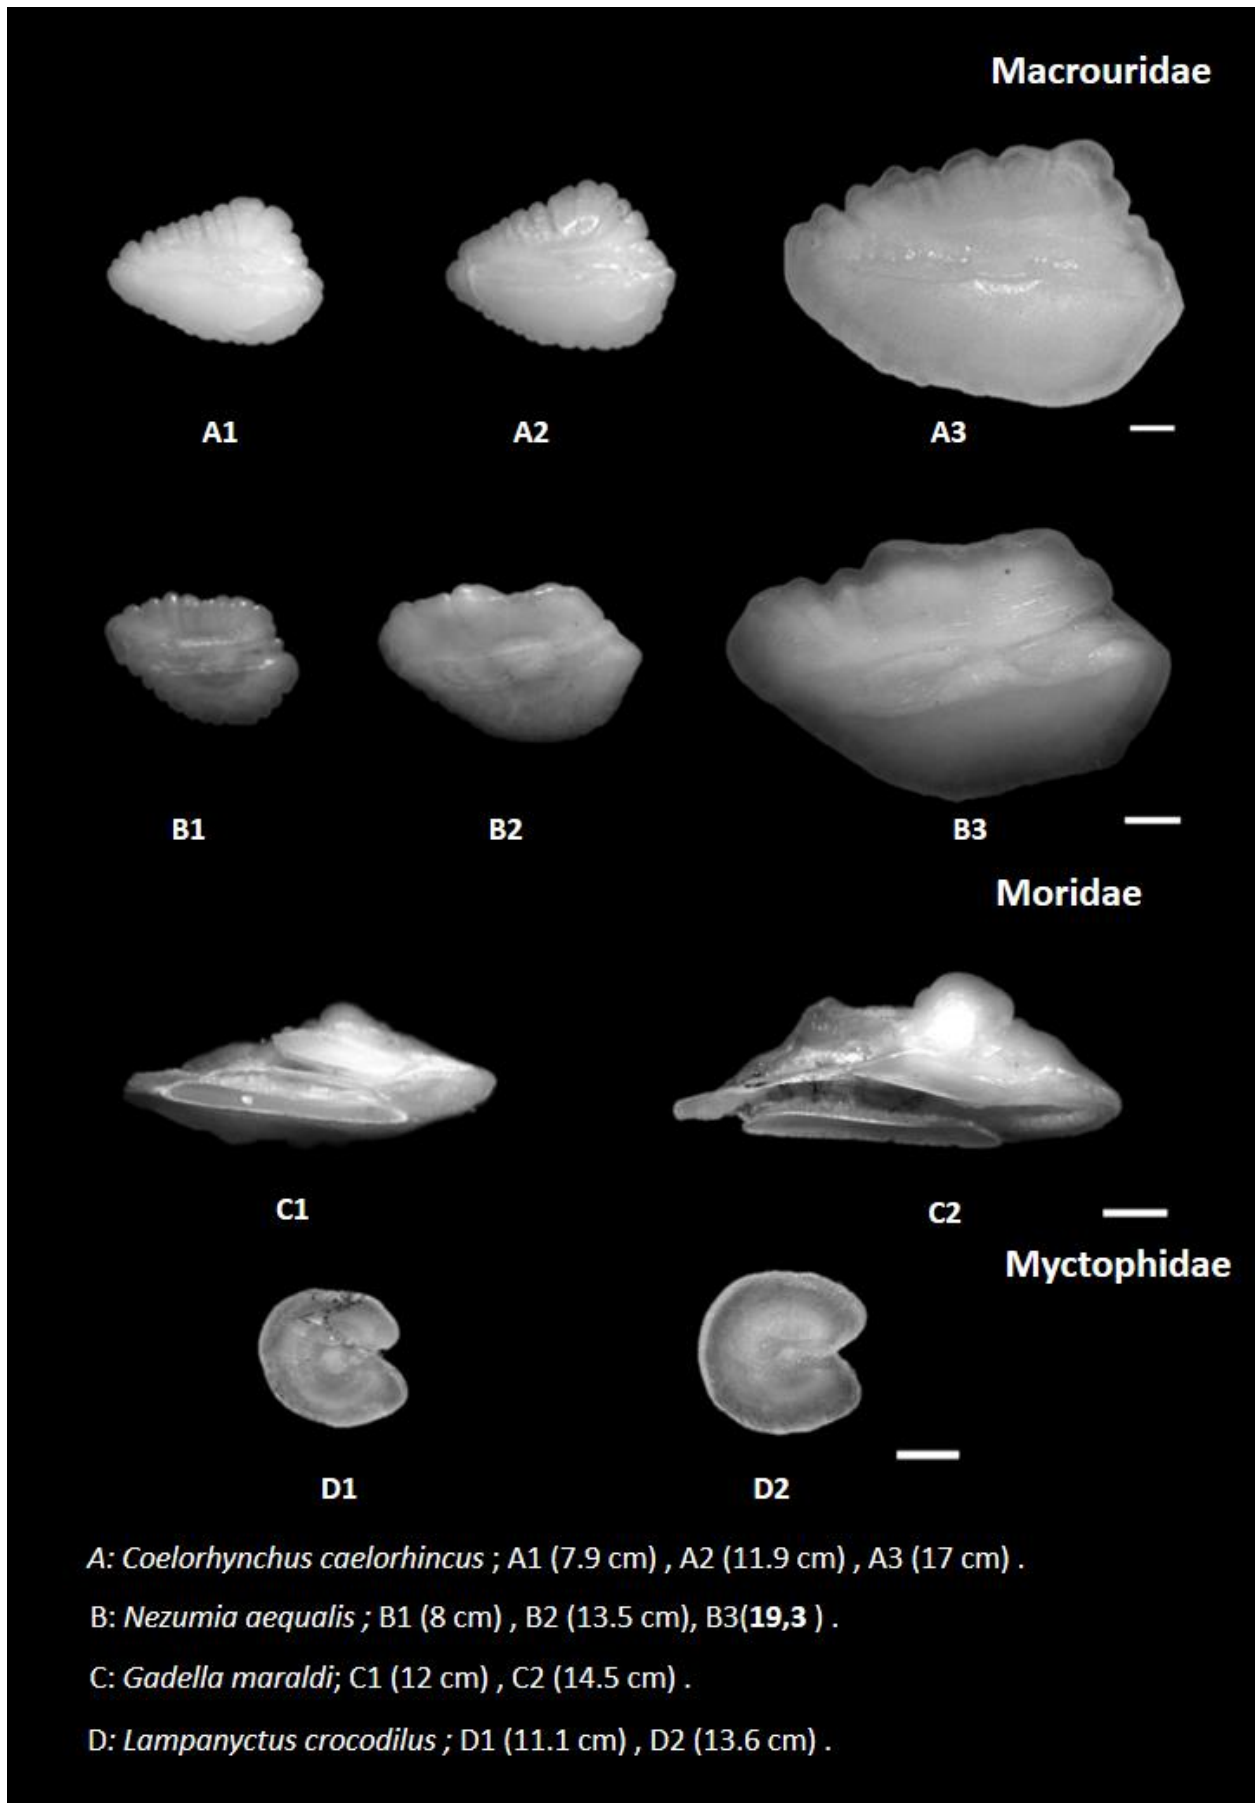 Macrouridae
A1 A2 A3
B1 B2 B3
Moridae
C1 C2
Myctophidae
D1 D2
A: Coelorhynchus caelorhincus ; A1 (7.9 cm) , A2 (11.9 cm) , A3 (17 cm) .
B: Nezumia aequalis ; B1 (8 cm) , B2 (13.5 cm), B3(19,3 ) .
C: Gadella maraldi; C1 (12 cm) , C2 (14.5 cm) .
D: Lampanyctus crocodilus ; D1 (11.1 cm) , D2 (13.6 cm) .